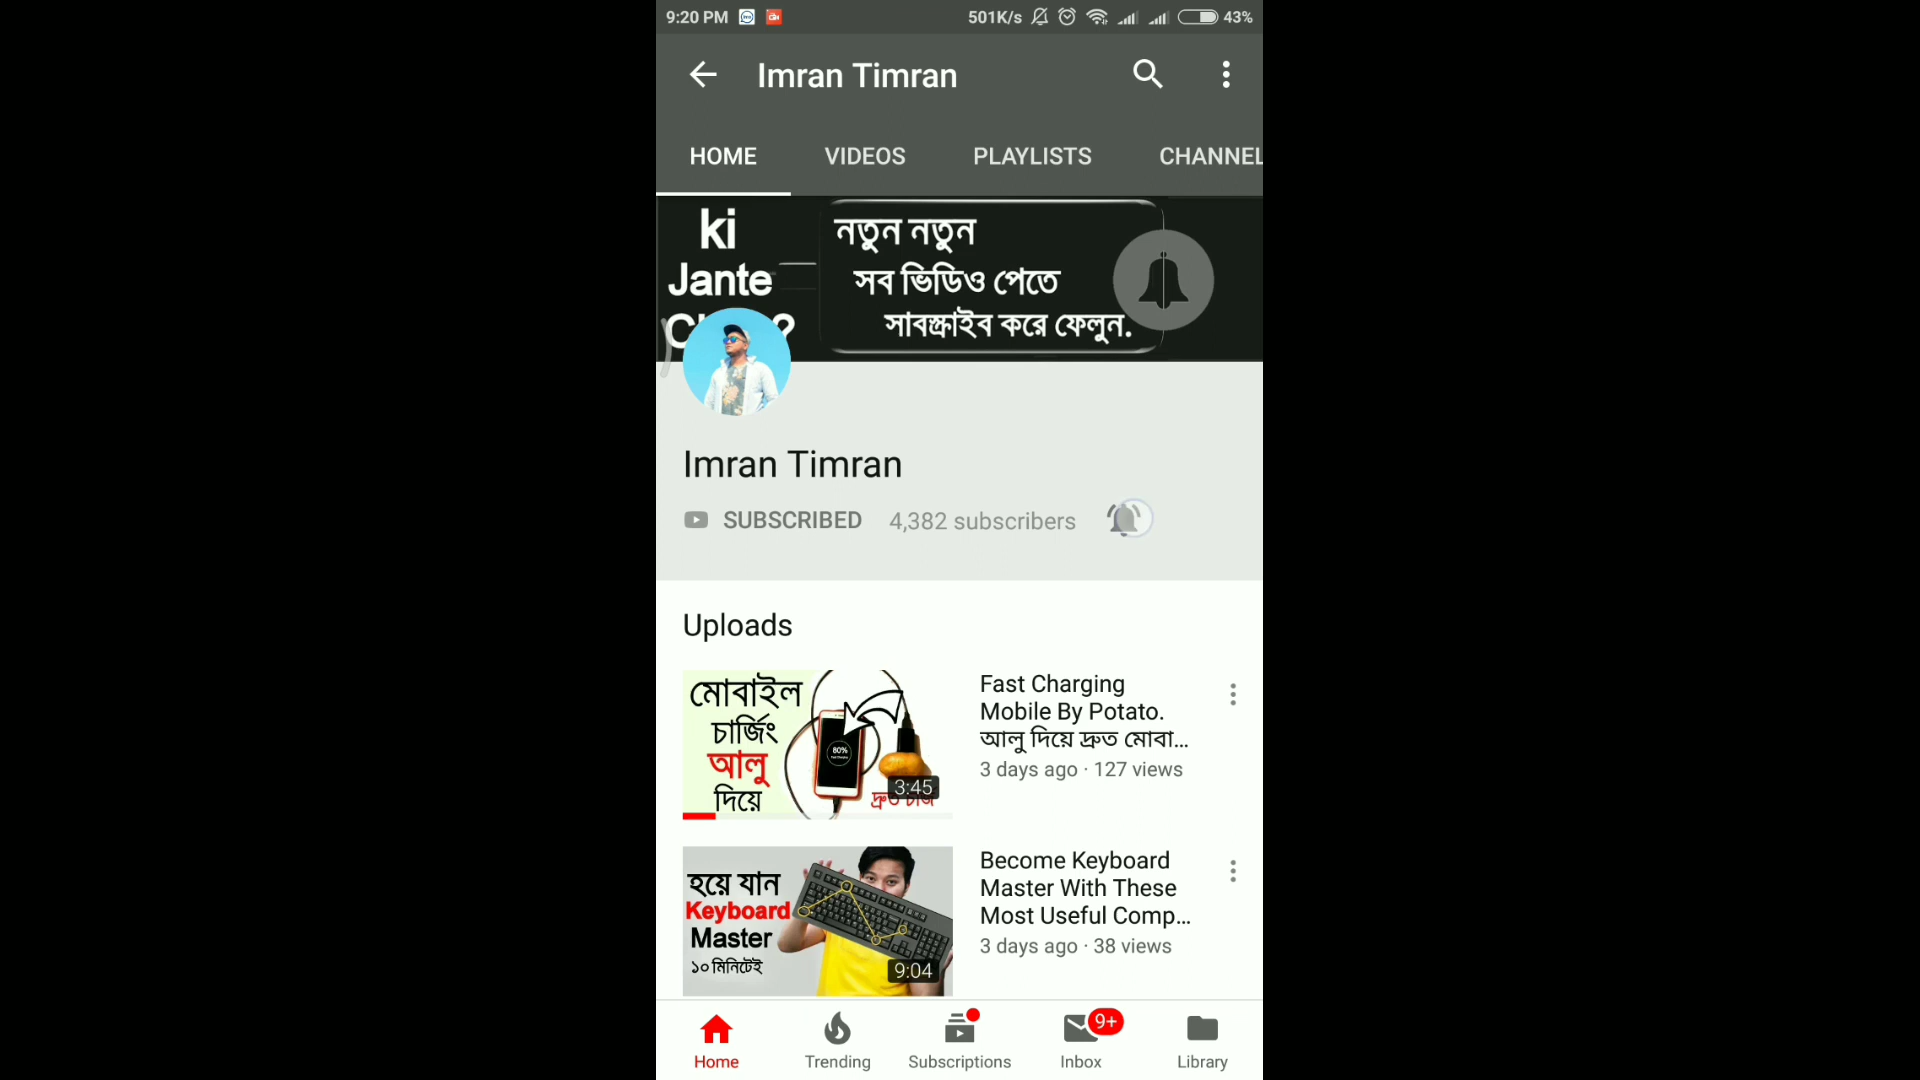 9:20 PM
501K/s
43%
Imran Timran
HOME VIDEOS PLAYLISTS CHANNEL
ki
Jante
নতুন নতুন
সব ভিডিও পেতে
সাবস্ক্রাইব করে ফেলুন.
Imran Timran
SUBSCRIBED 4,382 subscribers
Uploads
মোবাইল
চার্জিং
আলু
দিয়ে
80%
দ্রুত চার্জ
3:45
Fast Charging
Mobile By Potato.
আলু দিয়ে দ্রুত মোবা...
3 days ago · 127 views
হয়ে যান
Keyboard
Master
১০ মিনিটেই
9:04
Become Keyboard
Master With These
Most Useful Comp...
3 days ago · 38 views
9+
Home Trending Subscriptions Inbox Library